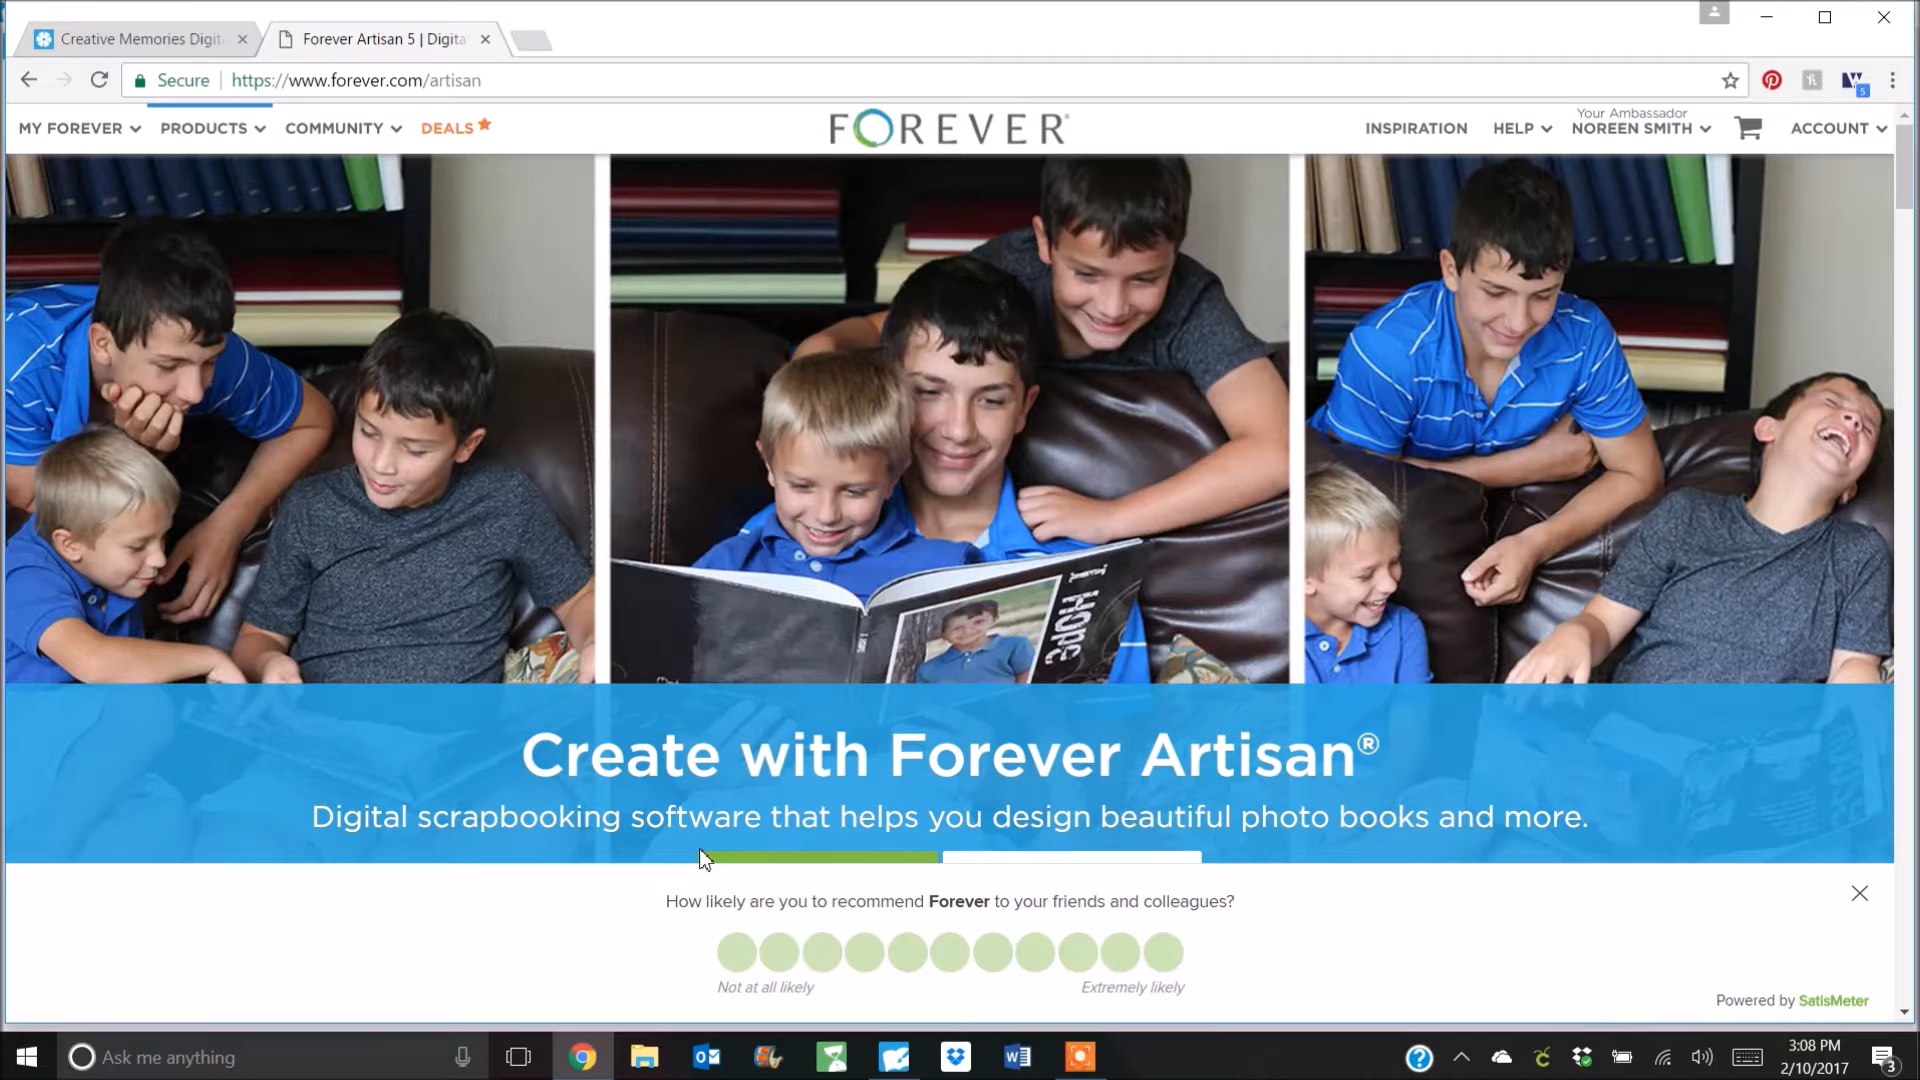 Creative Memories Digit
Forever Artisan 5 | Digita
Secure
https://www.forever.com/artisan
5
MY FOREVER
PRODUCTS
COMMUNITY
DEALS
FOREVER
INSPIRATION
HELP
Your Ambassador
NOREEN SMITH
ACCOUNT
HOPE
Create with Forever Artisan®
Digital scrapbooking software that helps you design beautiful photo books and more.
How likely are you to recommend Forever to your friends and colleagues?
Not at all likely
Extremely likely
Powered by SatisMeter
Ask me anything
3:08 PM
2/10/2017
3